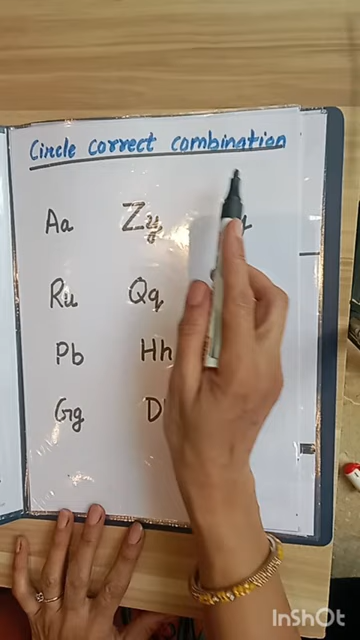 Circle correct combination
Aa Zy
Ru Qq
Pb Hh
Gg
InShOt